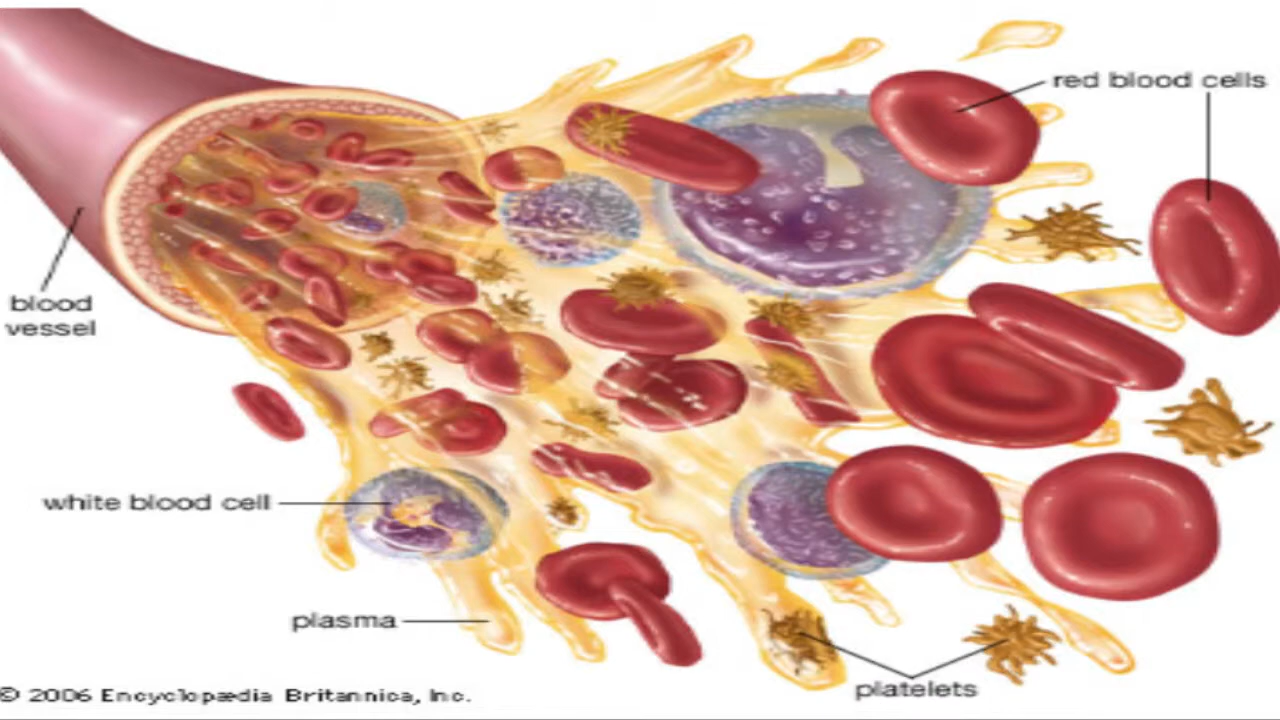 red blood cells
blood
vessel
white blood cell
plasma
platelets
© 2006 Encyclopædia Britannica, Inc.